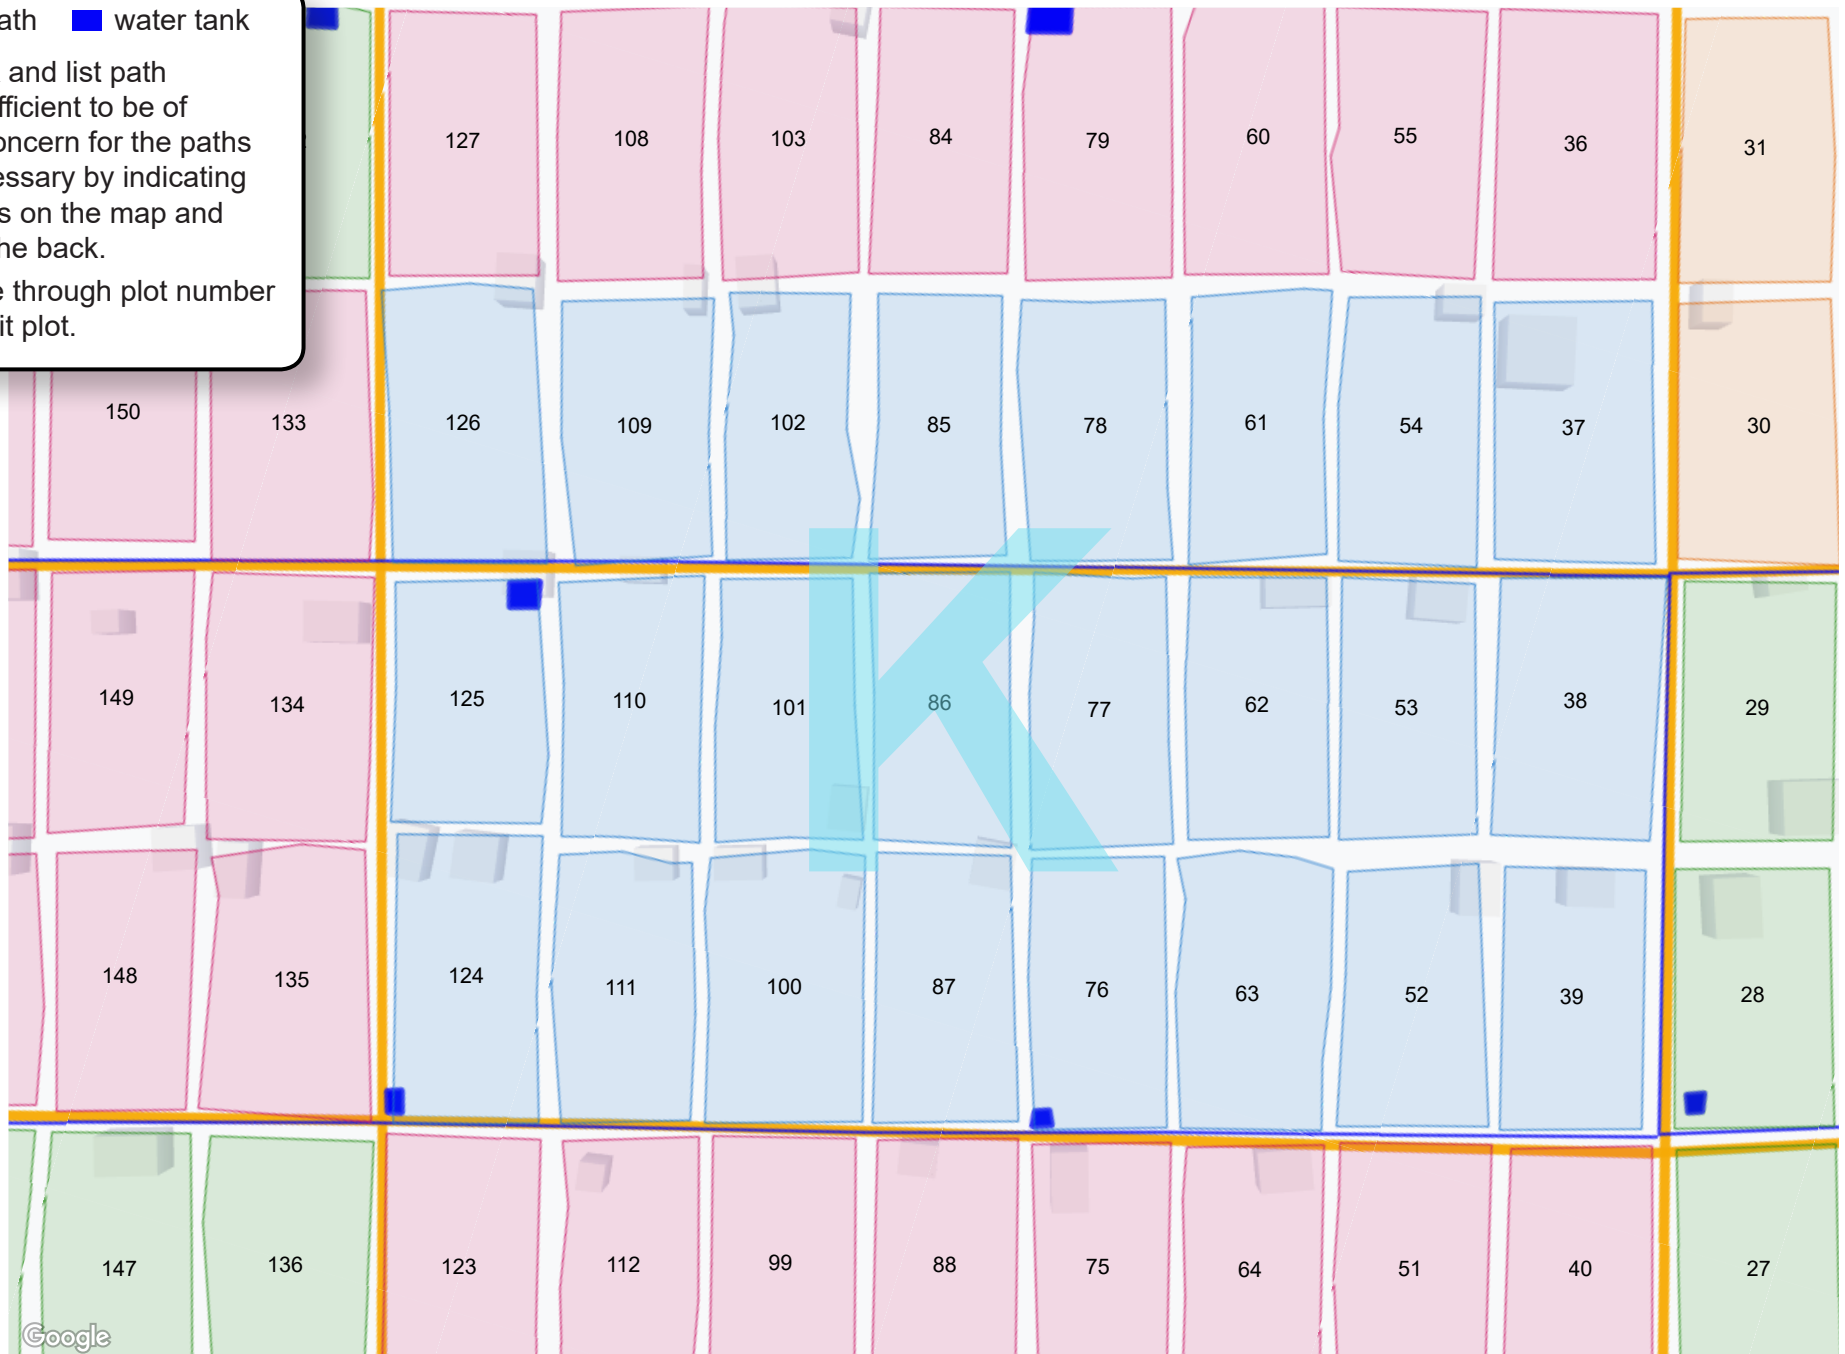 ath water tank
and list path
fficient to be of
oncern for the paths
essary by indicating
s on the map and
he back.
e through plot number
it plot.
127 108 103 84 79 60 55 36 31
150 133 126 109 102 85 78 61 54 37 30
K
149 134 125 110 101 86 77 62 53 38 29
148 135 124 111 100 87 76 63 52 39 28
147 136 123 112 99 88 75 64 51 40 27
Google